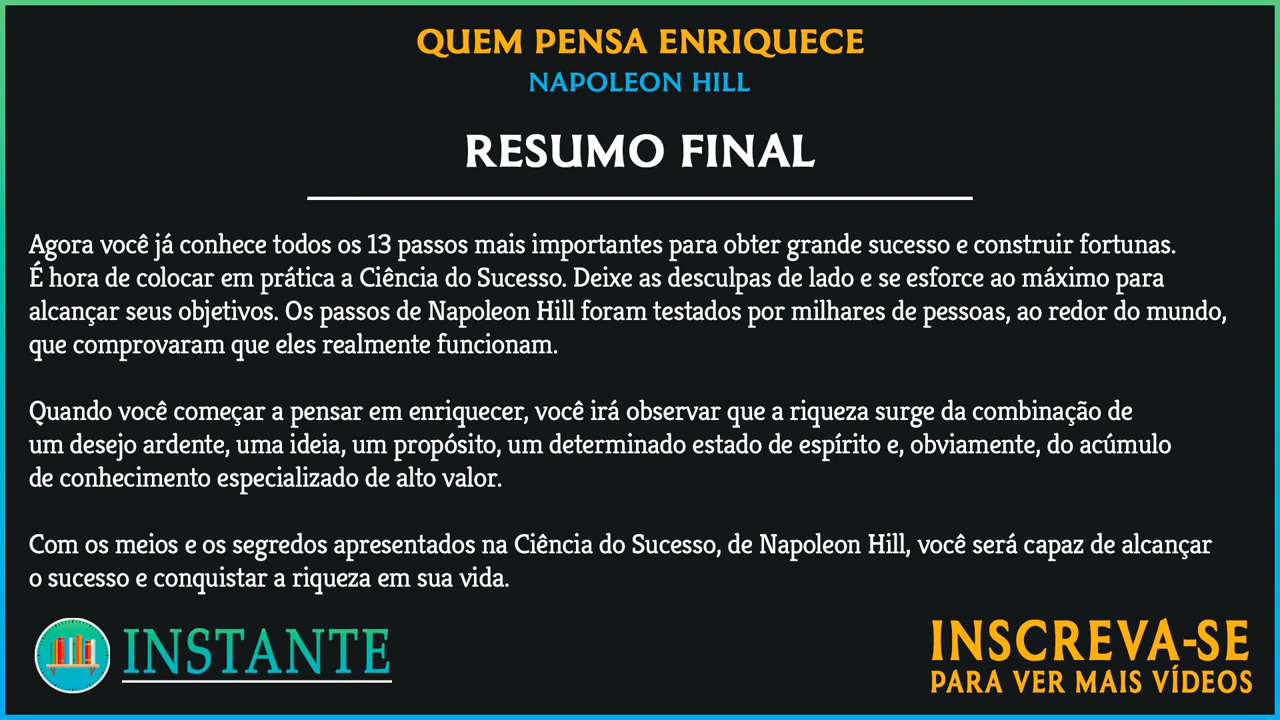 QUEM PENSA ENRIQUECE
NAPOLEON HILL
RESUMO FINAL
Agora você já conhece todos os 13 passos mais importantes para obter grande sucesso e construir fortunas.
É hora de colocar em prática a Ciência do Sucesso. Deixe as desculpas de lado e se esforce ao máximo para
alcançar seus objetivos. Os passos de Napoleon Hill foram testados por milhares de pessoas, ao redor do mundo,
que comprovaram que eles realmente funcionam.
Quando você começar a pensar em enriquecer, você irá observar que a riqueza surge da combinação de
um desejo ardente, uma ideia, um propósito, um determinado estado de espírito e, obviamente, do acúmulo
de conhecimento especializado de alto valor.
Com os meios e os segredos apresentados na Ciência do Sucesso, de Napoleon Hill, você será capaz de alcançar
o sucesso e conquistar a riqueza em sua vida.
INSTANTE
INSCREVA-SE
PARA VER MAIS VÍDEOS